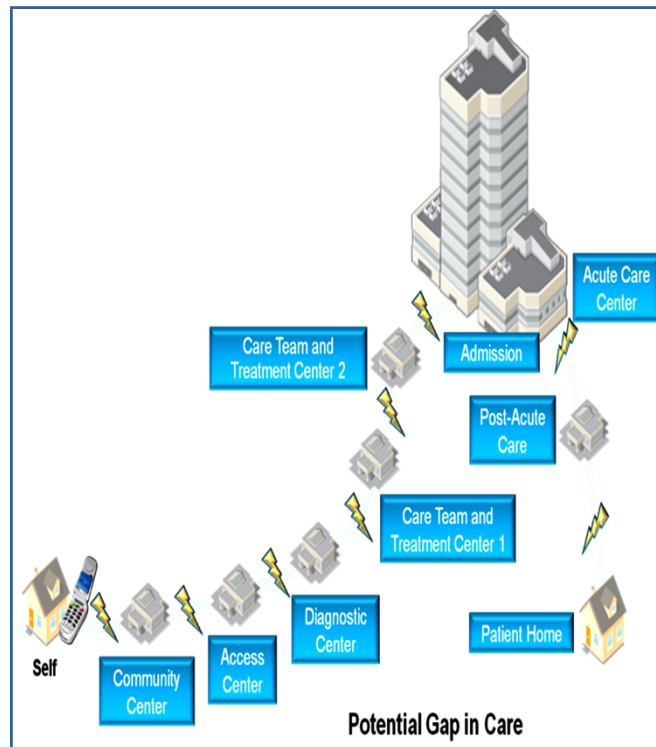 Acute Care
Center
Care Team and
Treatment Center 2
Admission
Post-Acute
Care
Care Team and
Treatment Center 1
Diagnostic
Center
Patient Home
Access
Center
Self
Community
Center
Potential Gap in Care